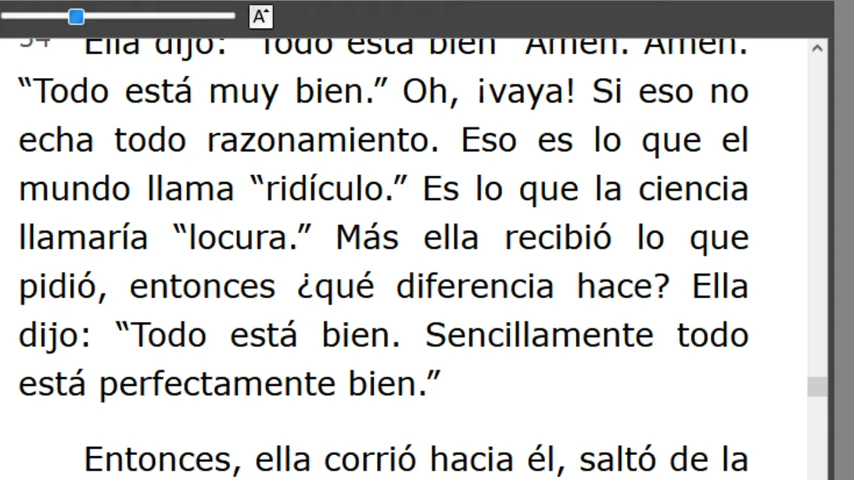 A
54 Ella dijo: “Todo está bien” Amén. Amén.
“Todo está muy bien.” Oh, ¡vaya! Si eso no
echa todo razonamiento. Eso es lo que el
mundo llama “ridículo.” Es lo que la ciencia
llamaría “locura.” Más ella recibió lo que
pidió, entonces ¿qué diferencia hace? Ella
dijo: “Todo está bien. Sencillamente todo
está perfectamente bien.”
Entonces, ella corrió hacia él, saltó de la